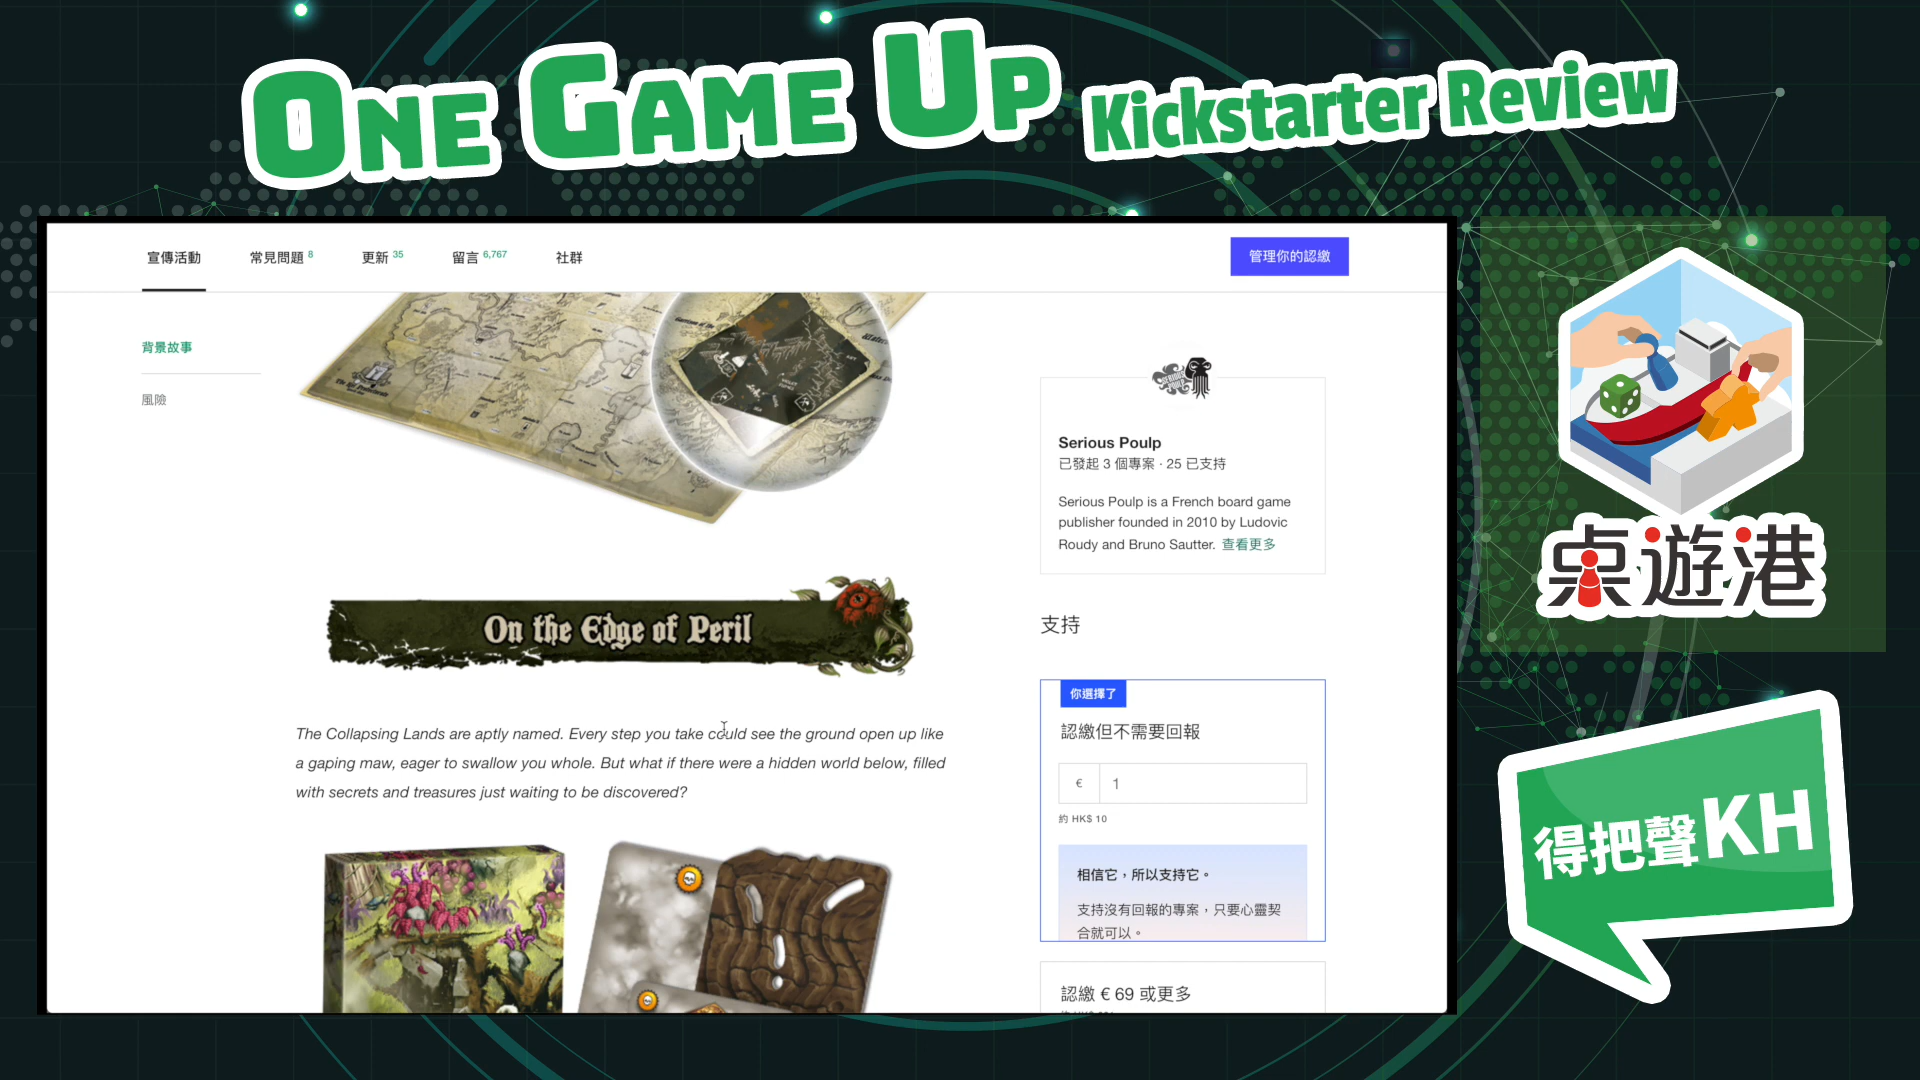 One Game Up Kickstarter Review
宣傳活動 常見問題 8 更新 35 留言 6,767 社群
管理你的認繳
背景故事
風險
SERIOUS POULP
Serious Poulp
已發起 3 個專案 · 25 已支持
Serious Poulp is a French board game
publisher founded in 2010 by Ludovic
Roudy and Bruno Sautter. 查看更多
On the Edge of Peril
The Collapsing Lands are aptly named. Every step you take could see the ground open up like
a gaping maw, eager to swallow you whole. But what if there were a hidden world below, filled
with secrets and treasures just waiting to be discovered?
支持
你選擇了
認繳但不需要回報
€ 1
約 HK$ 10
相信它，所以支持它。
支持沒有回報的專案，只要心靈契
合就可以。
認繳 € 69 或更多
桌遊港
得把聲KH